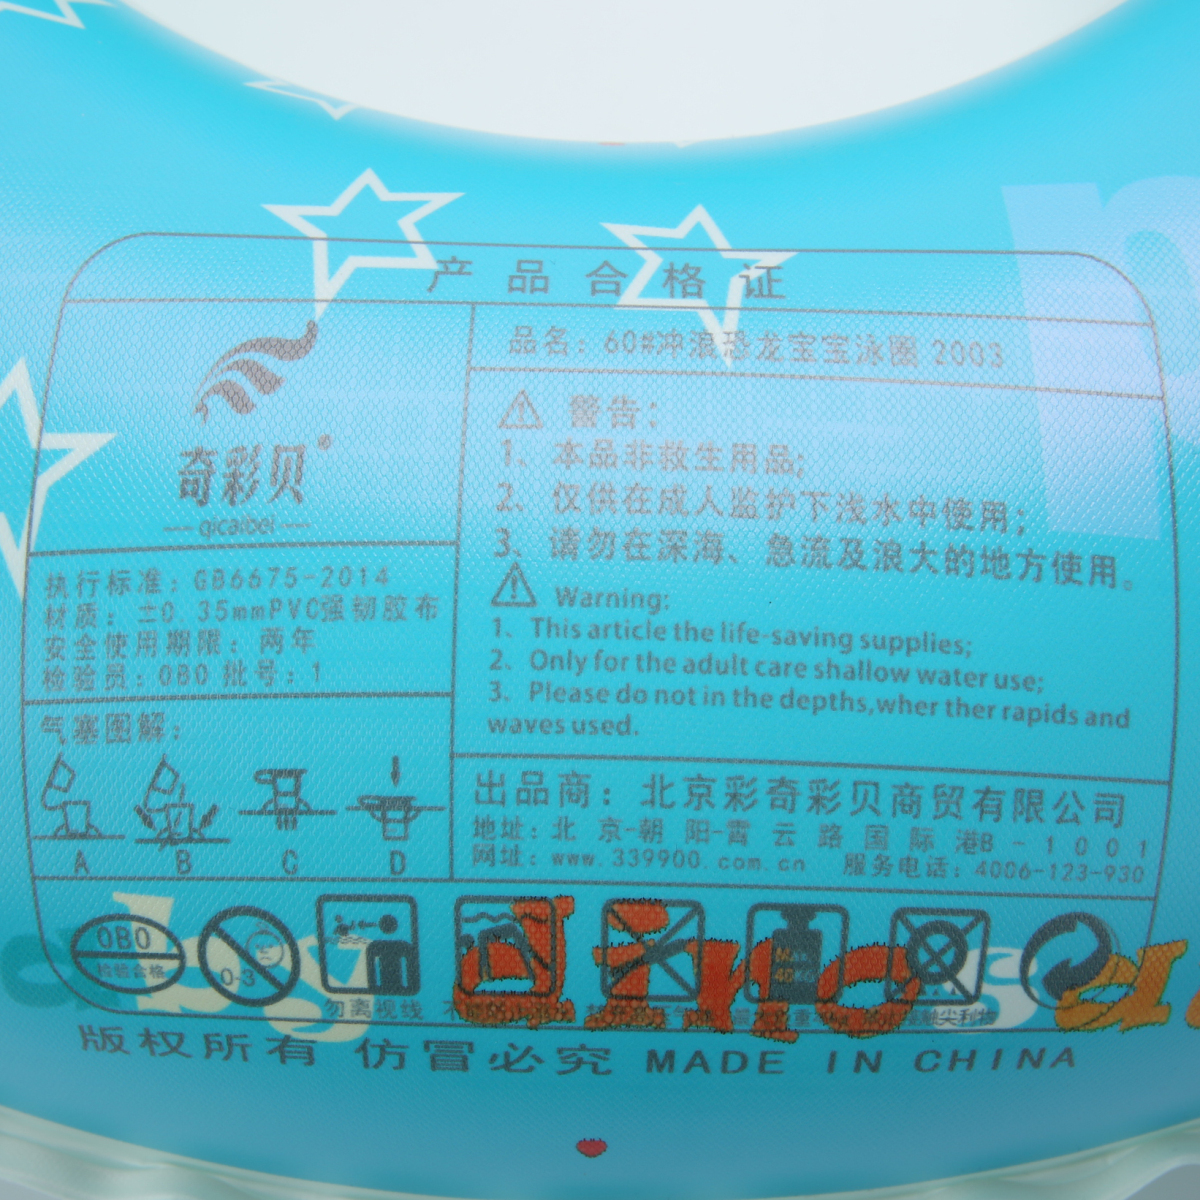 产品合格证
奇彩贝
qicaibei
品名：60#冲浪恐龙宝宝泳圈 2003
警告：
1、本品非救生用品;
2、仅供在成人监护下浅水中使用；
3、请勿在深海、急流及浪大的地方使用。
Warning:
1、This article the life-saving supplies;
2、Only for the adult care shallow water use;
3、Please do not in the depths,wher ther rapids and
waves used.
执行标准：GB6675-2014
材质：±0.35mmPVC强韧胶布
安全使用期限：两年
检验员：OBO 批号：1
气塞图解：
A B C D
出品商：北京彩奇彩贝商贸有限公司
地址：北京-朝阳-霄云路国际港B-1001
网址：www.339900.com.cn 服务电话：4006-123-930
OBO
检验合格
0-3
勿离视线
dino
版权所有 仿冒必究 MADE IN CHINA